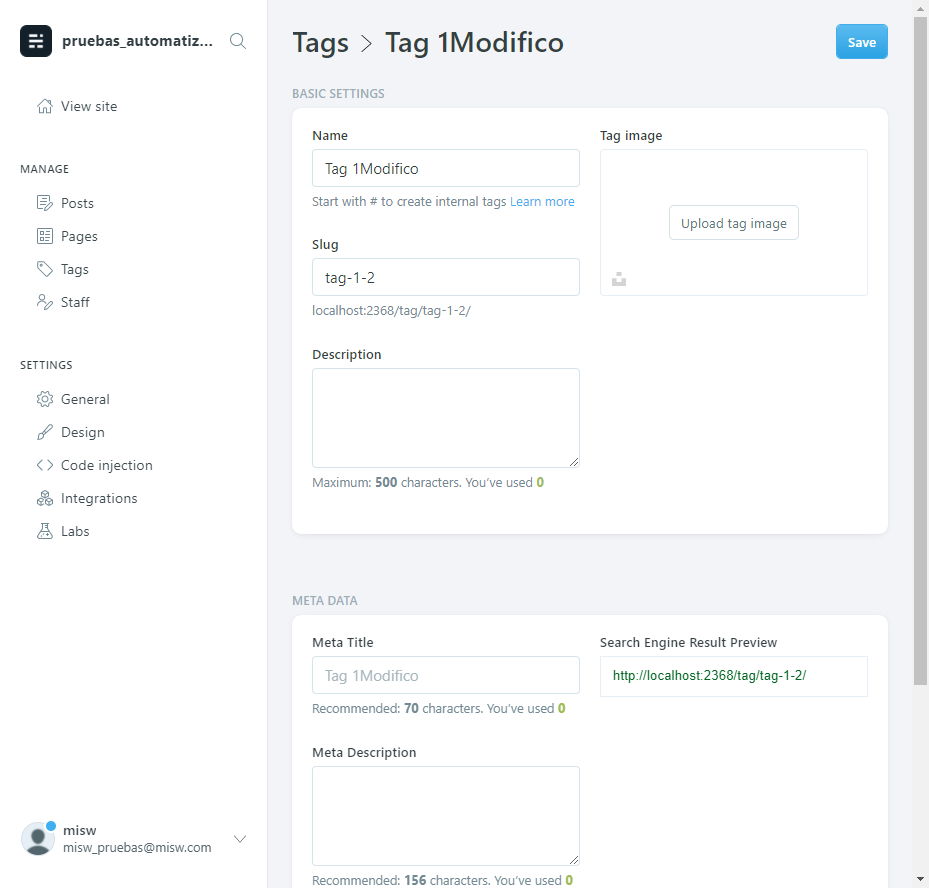 pruebas_automatiz...
View site
MANAGE
Posts
Pages
Tags
Staff
SETTINGS
General
Design
Code injection
Integrations
Labs
misw
misw_pruebas@misw.com
Tags > Tag 1Modifico
Save
BASIC SETTINGS
Name
Tag 1Modifico
Start with # to create internal tags Learn more
Slug
tag-1-2
localhost:2368/tag/tag-1-2/
Description
Maximum: 500 characters. You’ve used 0
Tag image
Upload tag image
META DATA
Meta Title
Tag 1Modifico
Recommended: 70 characters. You’ve used 0
Meta Description
Recommended: 156 characters. You’ve used 0
Search Engine Result Preview
http://localhost:2368/tag/tag-1-2/